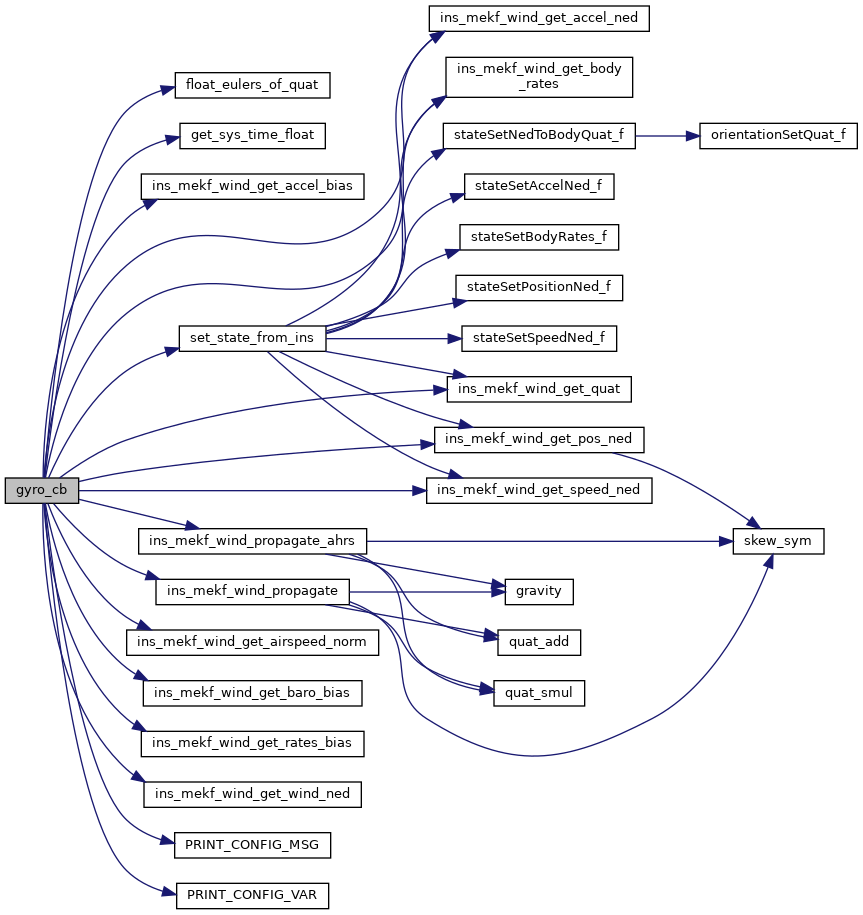 ins_mekf_wind_get_accel_ned
ins_mekf_wind_get_body
_rates
float_eulers_of_quat
get_sys_time_float
stateSetNedToBodyQuat_f
orientationSetQuat_f
ins_mekf_wind_get_accel_bias
stateSetAccelNed_f
stateSetBodyRates_f
stateSetPositionNed_f
set_state_from_ins
stateSetSpeedNed_f
ins_mekf_wind_get_quat
ins_mekf_wind_get_pos_ned
gyro_cb
ins_mekf_wind_get_speed_ned
ins_mekf_wind_propagate_ahrs
skew_sym
ins_mekf_wind_propagate
gravity
ins_mekf_wind_get_airspeed_norm
quat_add
ins_mekf_wind_get_baro_bias
quat_smul
ins_mekf_wind_get_rates_bias
ins_mekf_wind_get_wind_ned
PRINT_CONFIG_MSG
PRINT_CONFIG_VAR